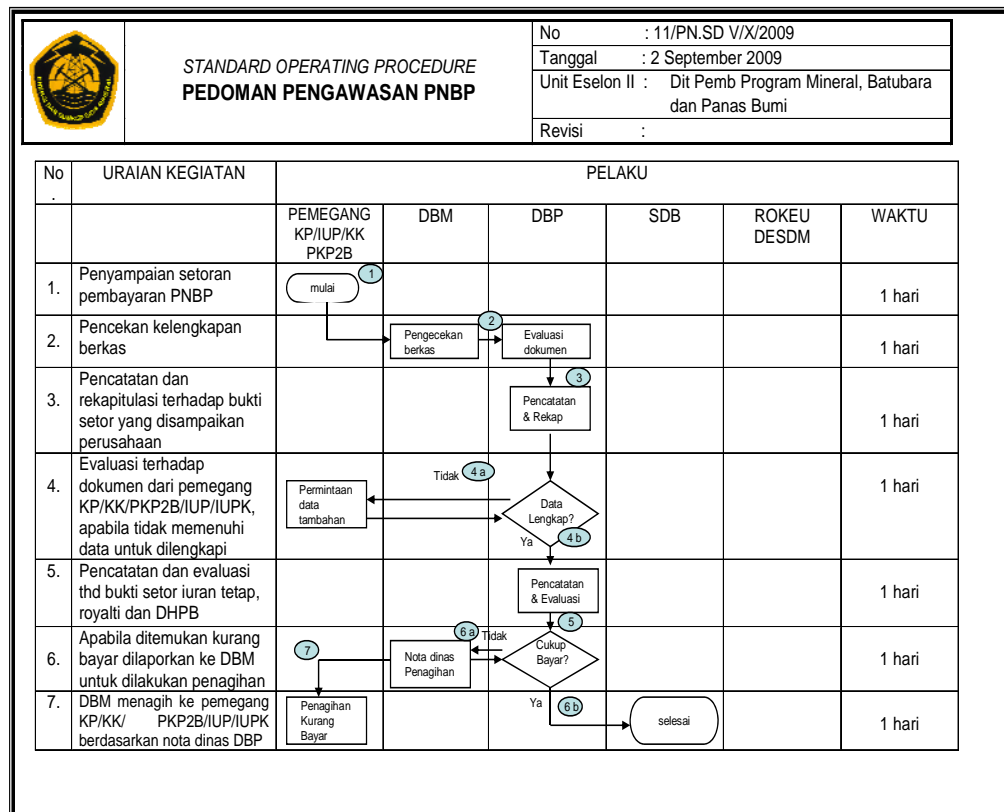 STANDARD OPERATING PROCEDURE
PEDOMAN PENGAWASAN PNBP
No : 11/PN.SD V/X/2009
Tanggal : 2 September 2009
Unit Eselon II : Dit Pemb Program Mineral, Batubara
dan Panas Bumi
Revisi :
No
.
URAIAN KEGIATAN
PELAKU
PEMEGANG
KP/IUP/KK
PKP2B
DBM
DBP
SDB
ROKEU
DESDM
WAKTU
1.
Penyampaian setoran
pembayaran PNBP
mulai
1
1 hari
2.
Pencekan kelengkapan
berkas
Pengecekan
berkas
2
Evaluasi
dokumen
1 hari
3.
Pencatatan dan
rekapitulasi terhadap bukti
setor yang disampaikan
perusahaan
3
Pencatatan
& Rekap
1 hari
4.
Evaluasi terhadap
dokumen dari pemegang
KP/KK/PKP2B/IUP/IUPK,
apabila tidak memenuhi
data untuk dilengkapi
Permintaan
data
tambahan
Tidak
4 a
Data
Lengkap?
Ya
4 b
1 hari
5.
Pencatatan dan evaluasi
thd bukti setor iuran tetap,
royalti dan DHPB
Pencatatan
& Evaluasi
5
1 hari
6.
Apabila ditemukan kurang
bayar dilaporkan ke DBM
untuk dilakukan penagihan
7
Nota dinas
Penagihan
6 a
Tidak
Cukup
Bayar?
1 hari
7.
DBM menagih ke pemegang
KP/KK/ PKP2B/IUP/IUPK
berdasarkan nota dinas DBP
Penagihan
Kurang
Bayar
Ya
6 b
selesai
1 hari